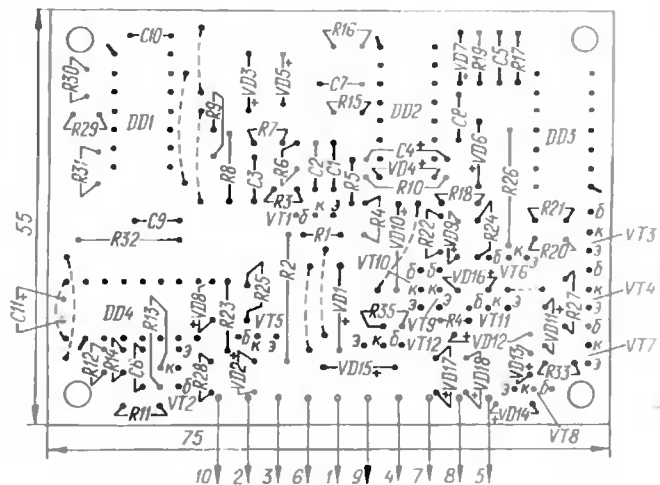 C10 R16 VD7 R19 C5 R17
R30 R9 +VD3 VD5+ C7 R15
DD1 DD2 C8 DD3
R29 R7 C4+ VD6
R31 R8 C3 R6 C2 C1 R5 VD4+ R10 R26
R3 R18
55 C9 VT1 б э R4 VD10 R22 VD9 R24 R21 б
R32 R1 к R20 VT3
R2 VT10 VT6 к э э
C11+ б б VD16 б б
DD4 R13 VD8 R23 R25 VD1 к к к э к VT4
э э VD11 R27 э
VT5 R35 VT9 R4 VT11 б
R12 R14 C6 э б к э э к б VT12 VD12 к VT7
R28 VD2 VD15+ VD17 VD18 VD13 R33 э
R11 VT2 к б э к б
+VD14 VT8
75
10 2 3 6 1 9 4 7 8 5